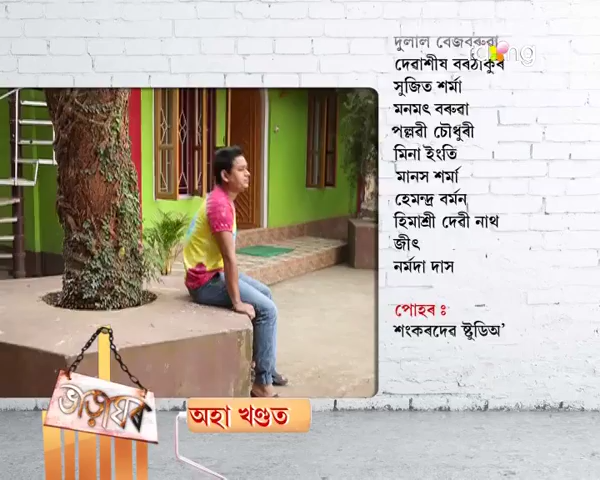 দুলাল বেজবৰুৱা
দেৱাশীষ বৰঠাকুৰ
সুজিত শৰ্মা
মনমৎ বৰুৱা
পল্লৱী চৌধুৰী
মিনা ইংতি
মানস শৰ্মা
হেমন্দ্ৰ বৰ্মন
হিমাশ্ৰী দেৱী নাথ
জীৎ
নৰ্মদা দাস
পোহৰ ঃ
শংকৰদেৱ ষ্টুডিঅ’
ভাড়াঘৰ
অহা খণ্ডত